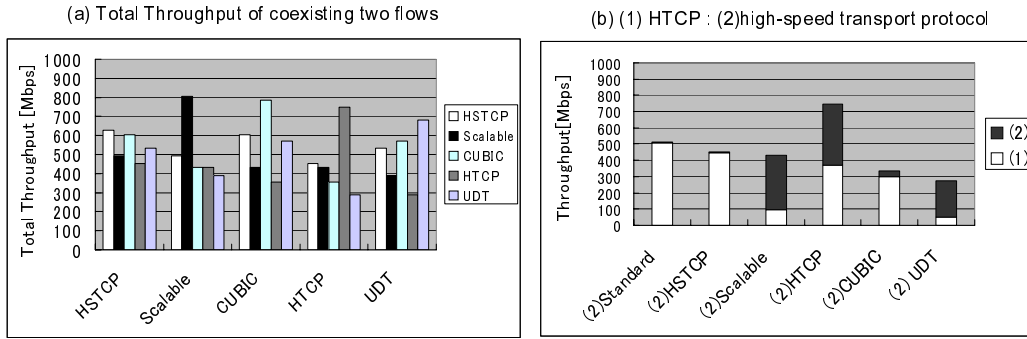 (a) Total Throughput of coexisting two flows
Total Throughput [Mbps]
1000
900
800
700
600
500
400
300
200
100
0
HSTCP
Scalable
CUBIC
HTCP
UDT
HSTCP
Scalable
CUBIC
HTCP
UDT
(b) (1) HTCP : (2)high-speed transport protocol
Throughput[Mbps]
1000
900
800
700
600
500
400
300
200
100
0
(2)Standard
(2)HSTCP
(2)Scalable
(2)HTCP
(2)CUBIC
(2) UDT
(2)
(1)